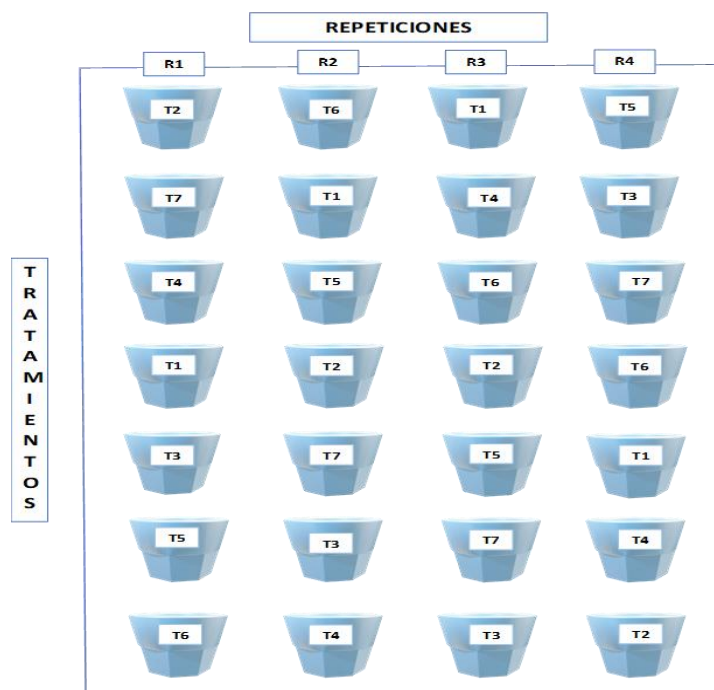 REPETICIONES
R1 R2 R3 R4
T2 T6 T1 T5
T7 T1 T4 T3
T4 T5 T6 T7
T1 T2 T2 T6
T3 T7 T5 T1
T5 T3 T7 T4
T6 T4 T3 T2
TRATAMIENTOS